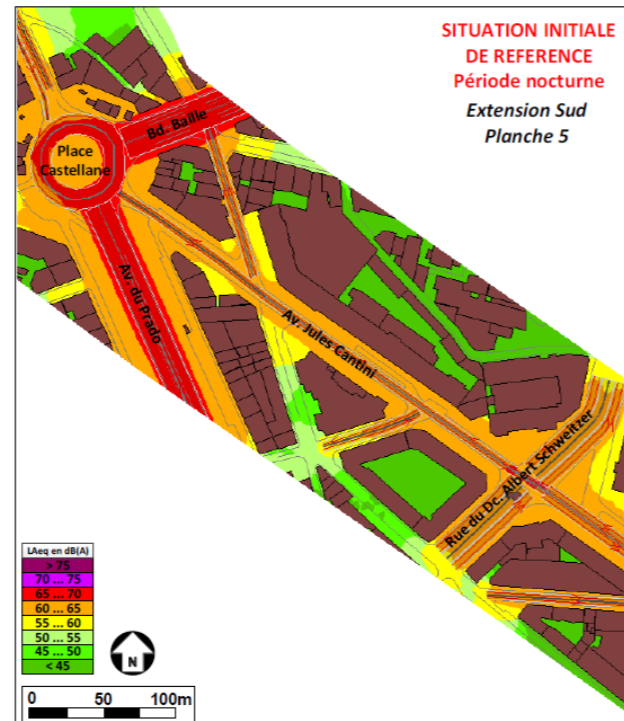 SITUATION INITIALE
DE REFERENCE
Période nocturne
Extension Sud
Planche 5
Bd. Baille
Place
Castellane
Av. du Prado
Av. Jules Cantini
Rue du Dc. Albert Schweitzer
LAeq en dB(A)
> 75
70 ... 75
65 ... 70
60 ... 65
55 ... 60
50 ... 55
45 ... 50
< 45
N
0 50 100m